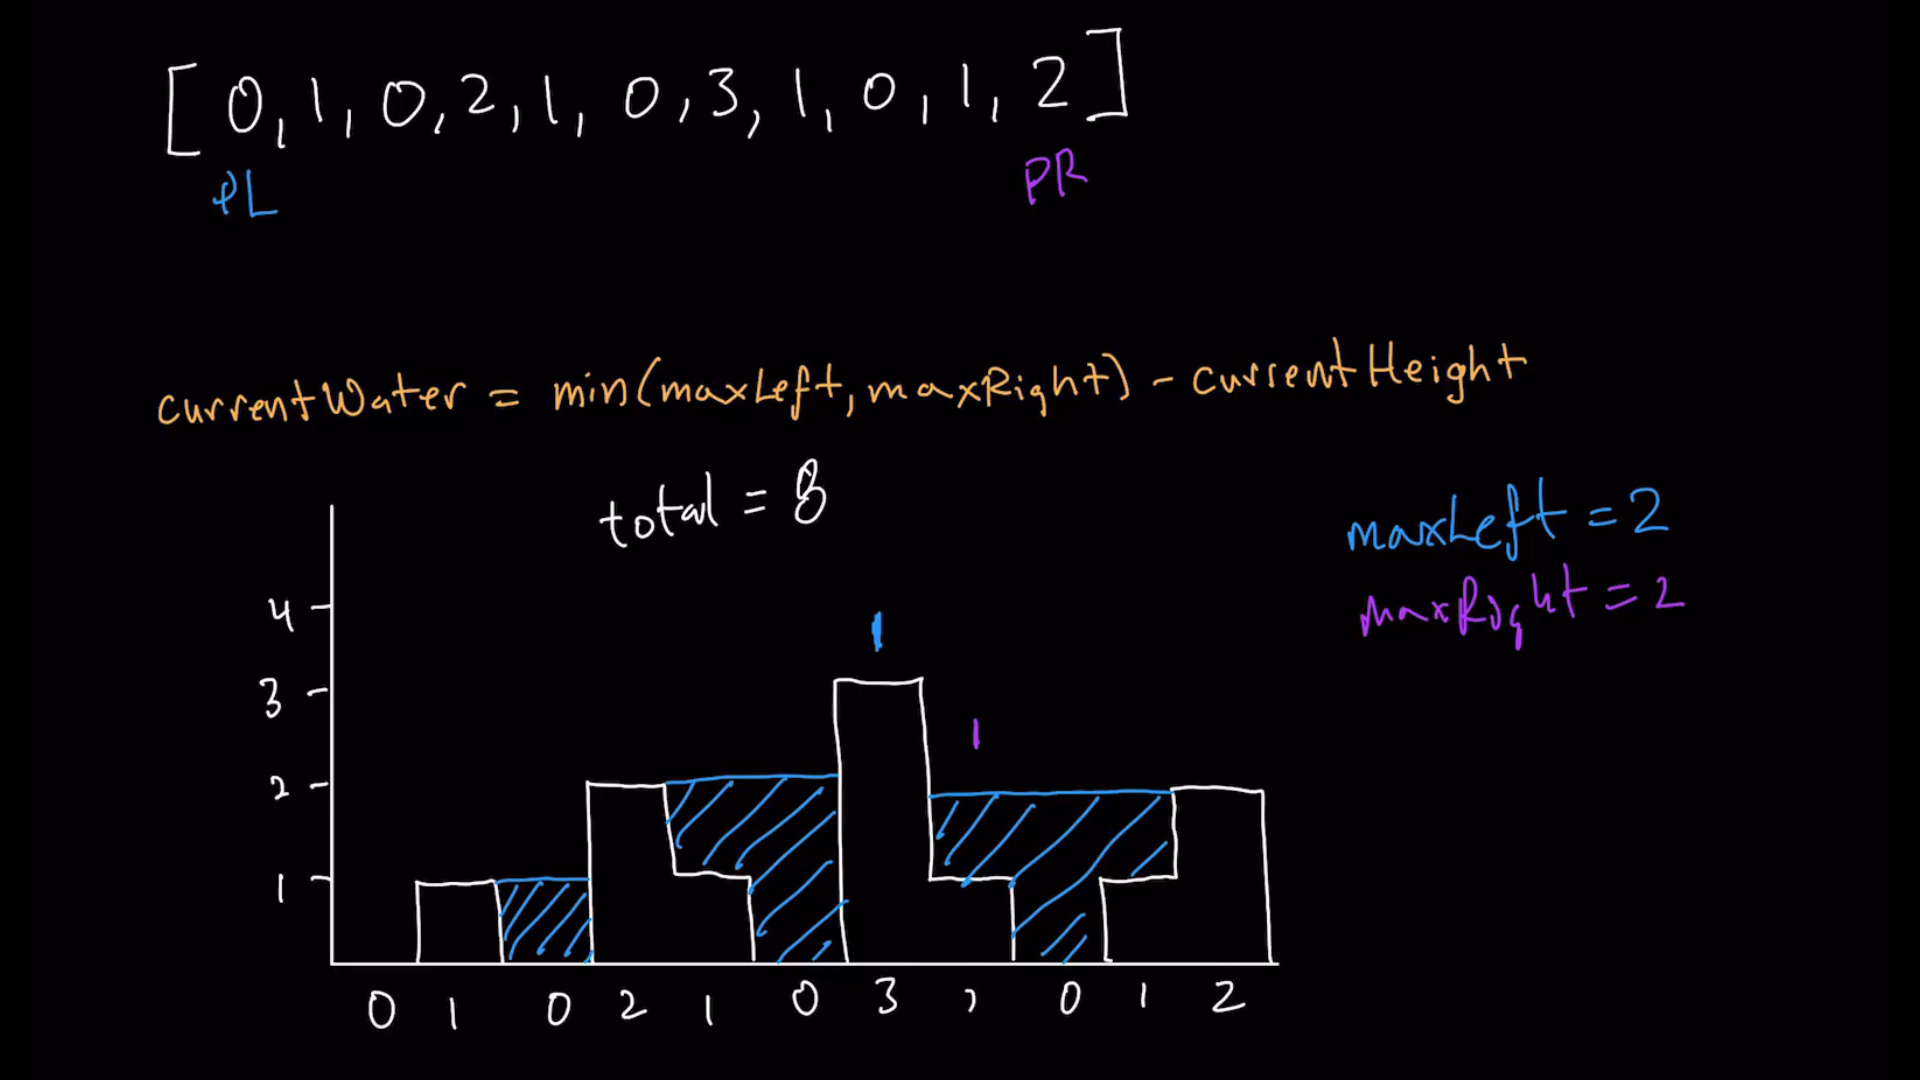 [0, 1, 0, 2, 1, 0, 3, 1, 0, 1, 2]
PL PR
currentWater = min(maxLeft, maxRight) - currentHeight
total = 8
maxLeft = 2
maxRight = 2
4
3
2
1
0 1 0 2 1 0 3 1 0 1 2